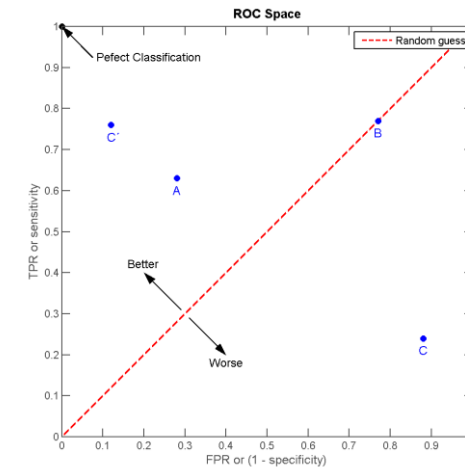 ROC Space
1
Random guess
Pefect Classification
0.9
0.8
C´
B
0.7
A
0.6
TPR or sensitivity
0.5
Better
0.4
0.3
C
Worse
0.2
0.1
0
0 0.1 0.2 0.3 0.4 0.5 0.6 0.7 0.8 0.9
FPR or (1 - specificity)